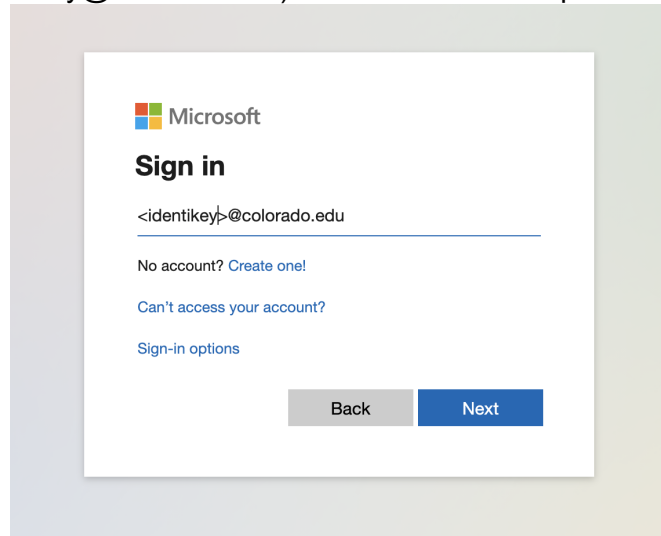 Microsoft
Sign in
<identikey>@colorado.edu
No account? Create one!
Can't access your account?
Sign-in options
Back
Next